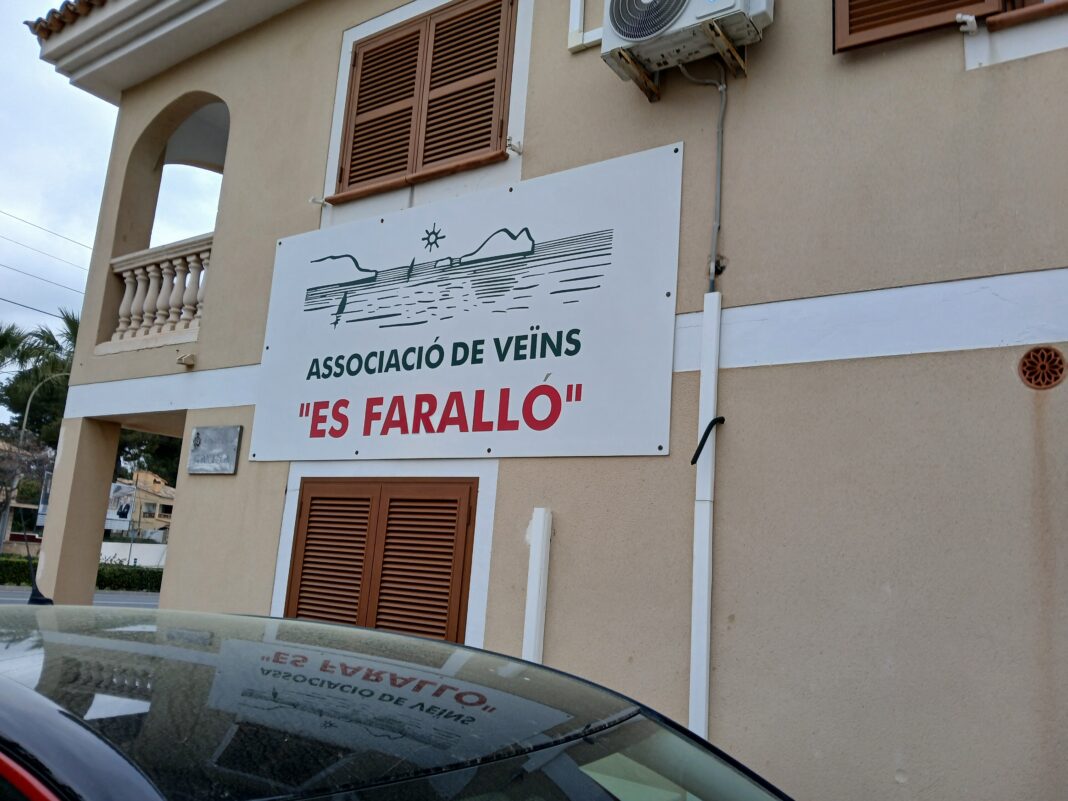 ASSOCIACIÓ DE VEÏNS
"ES FARALLÓ"